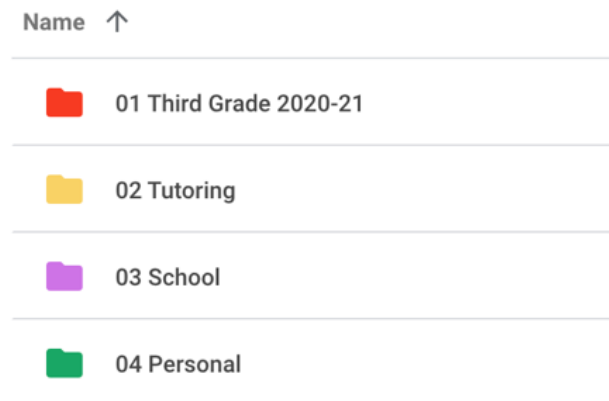 Name ↑
01 Third Grade 2020-21
02 Tutoring
03 School
04 Personal